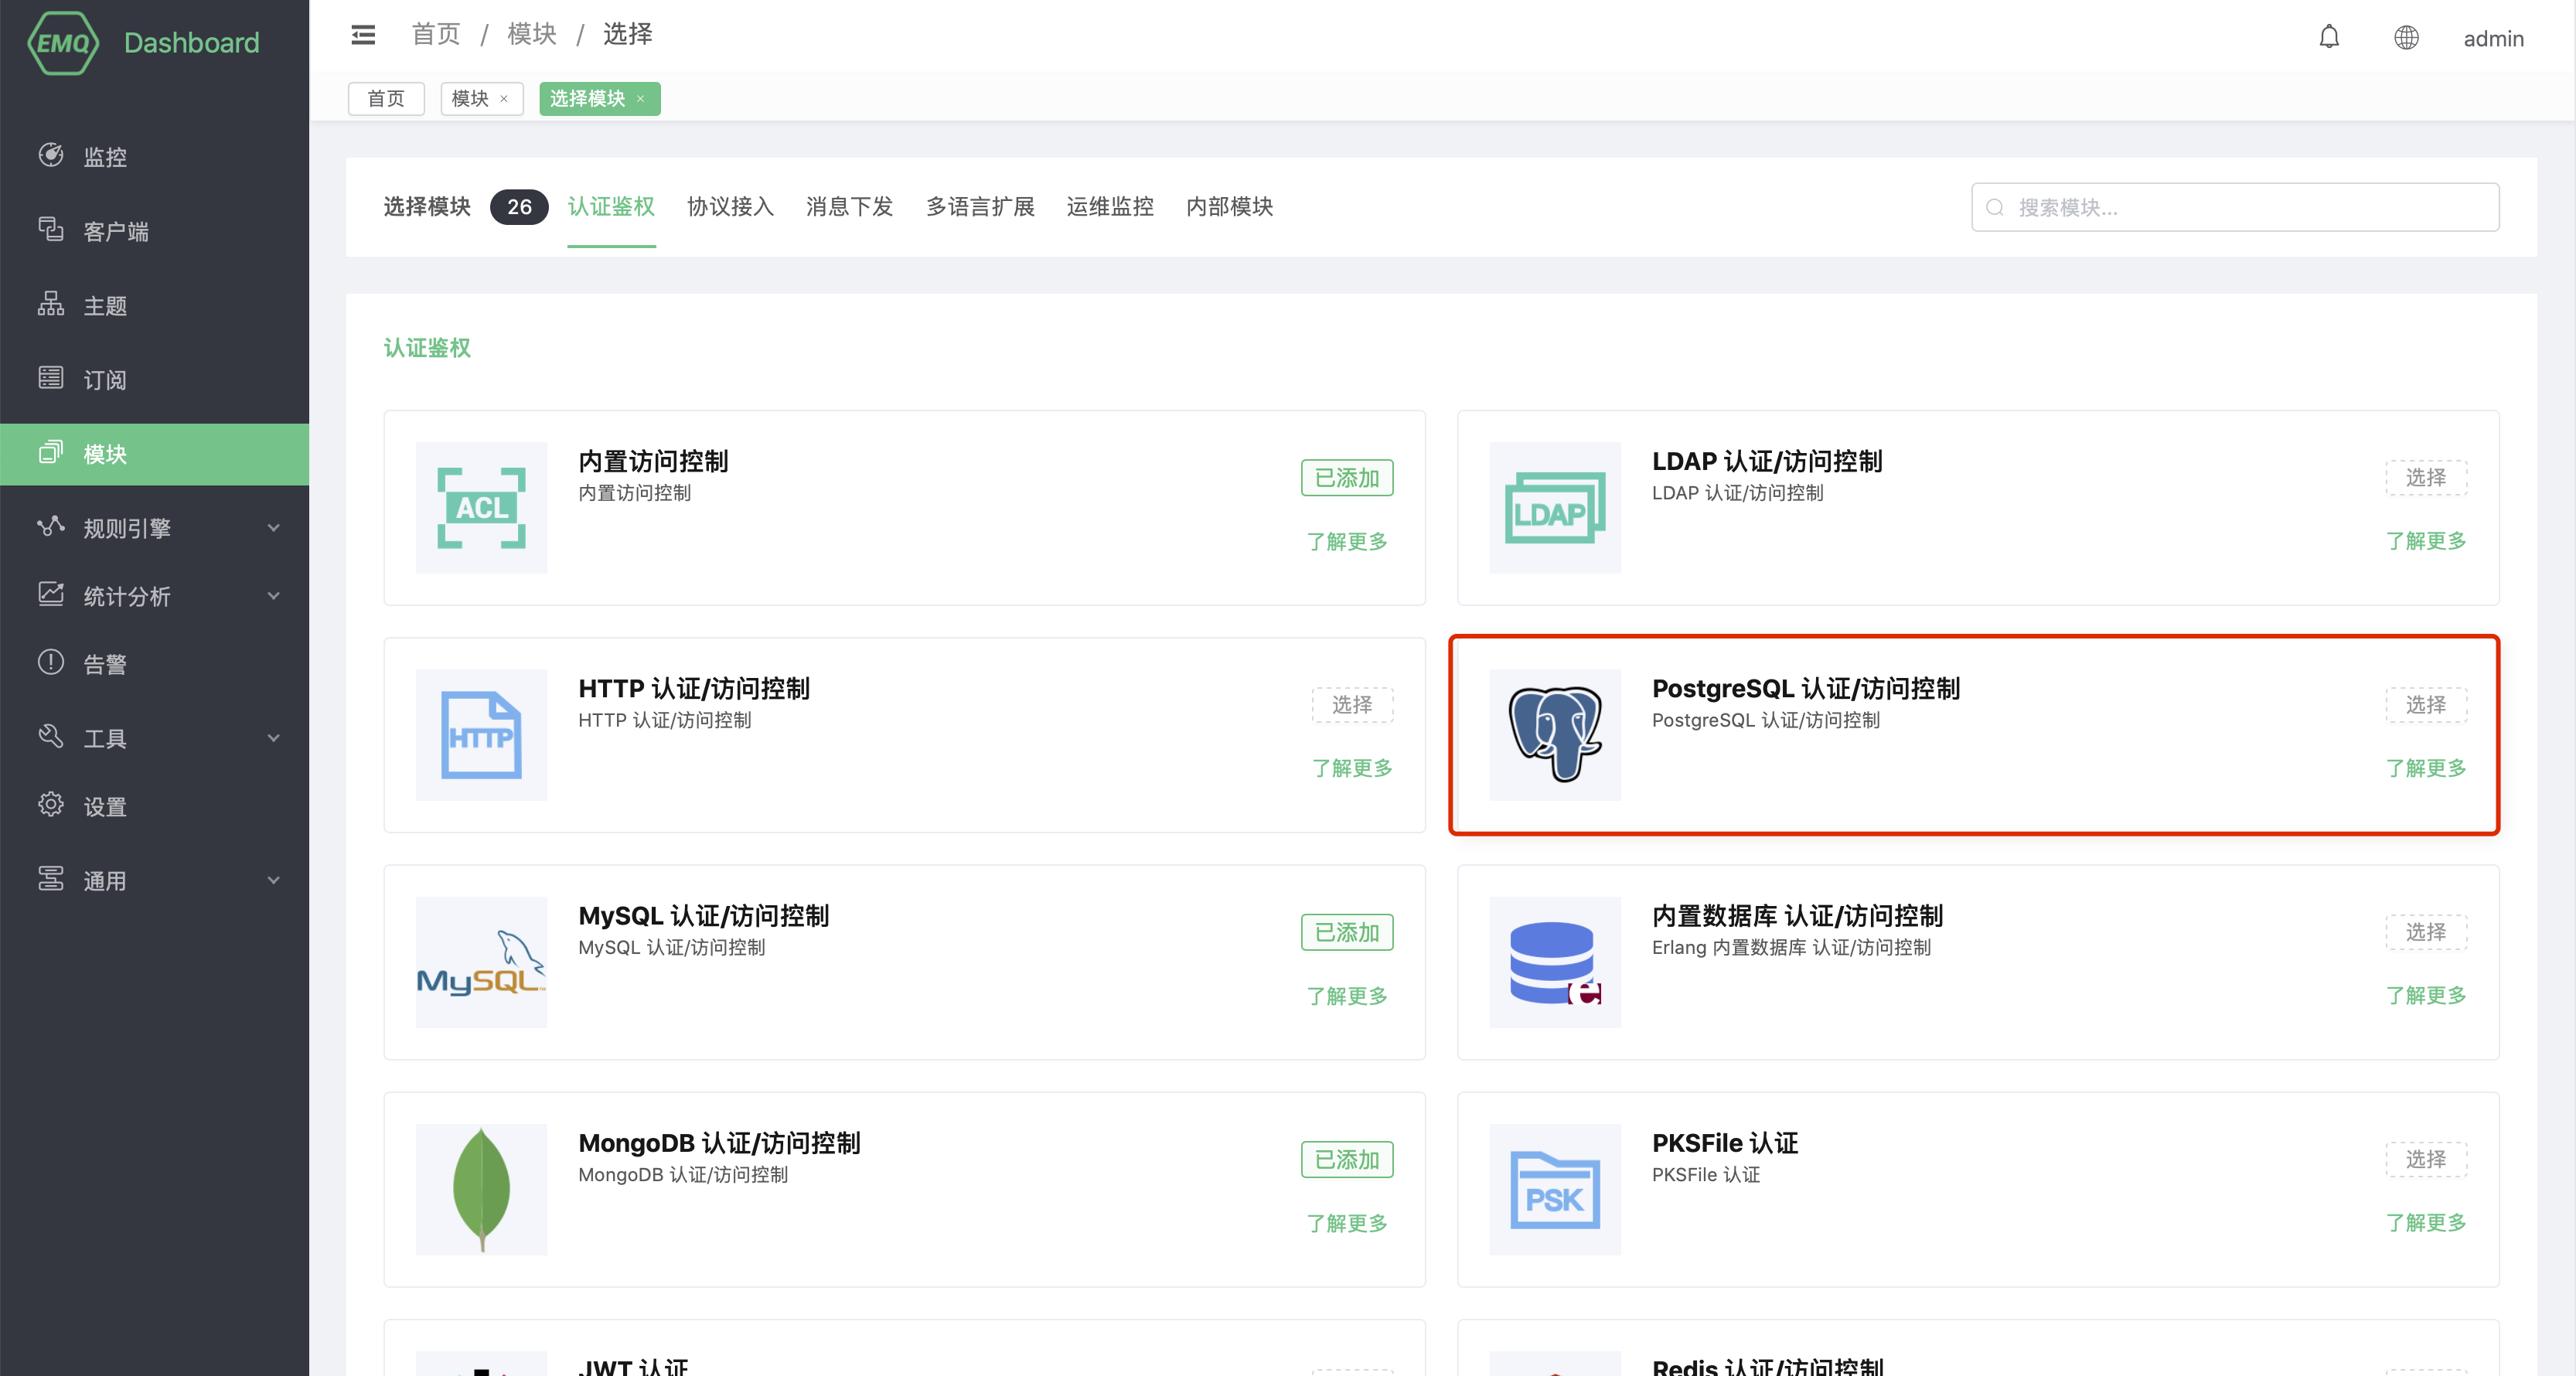 EMQ Dashboard
首页 / 模块 / 选择
admin
首页 模块 × 选择模块 ×
监控
客户端
主题
订阅
模块
规则引擎
统计分析
告警
工具
设置
通用
选择模块 26 认证鉴权 协议接入 消息下发 多语言扩展 运维监控 内部模块
搜索模块...
认证鉴权
ACL
内置访问控制
内置访问控制
已添加
了解更多
LDAP
LDAP 认证/访问控制
LDAP 认证/访问控制
选择
了解更多
HTTP
HTTP 认证/访问控制
HTTP 认证/访问控制
选择
了解更多
PostgreSQL 认证/访问控制
PostgreSQL 认证/访问控制
选择
了解更多
MySQL
MySQL 认证/访问控制
MySQL 认证/访问控制
已添加
了解更多
e
内置数据库 认证/访问控制
Erlang 内置数据库 认证/访问控制
选择
了解更多
MongoDB 认证/访问控制
MongoDB 认证/访问控制
已添加
了解更多
PSK
PKSFile 认证
PKSFile 认证
选择
了解更多
JWT 认证
Redis 认证/访问控制